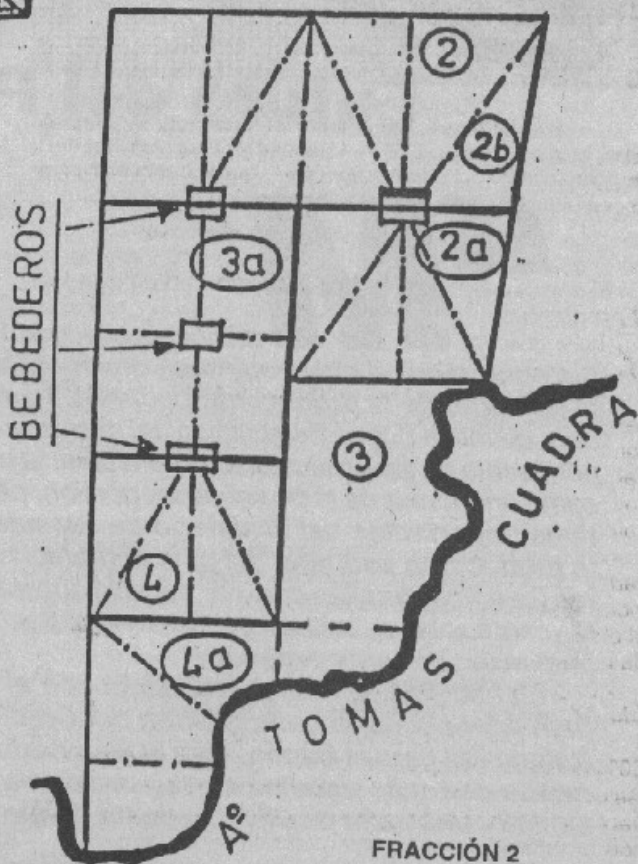 2
2b
2a
3a
BEBEDEROS
3
4
4a
Aº TOMAS CUADRA
FRACCIÓN 2